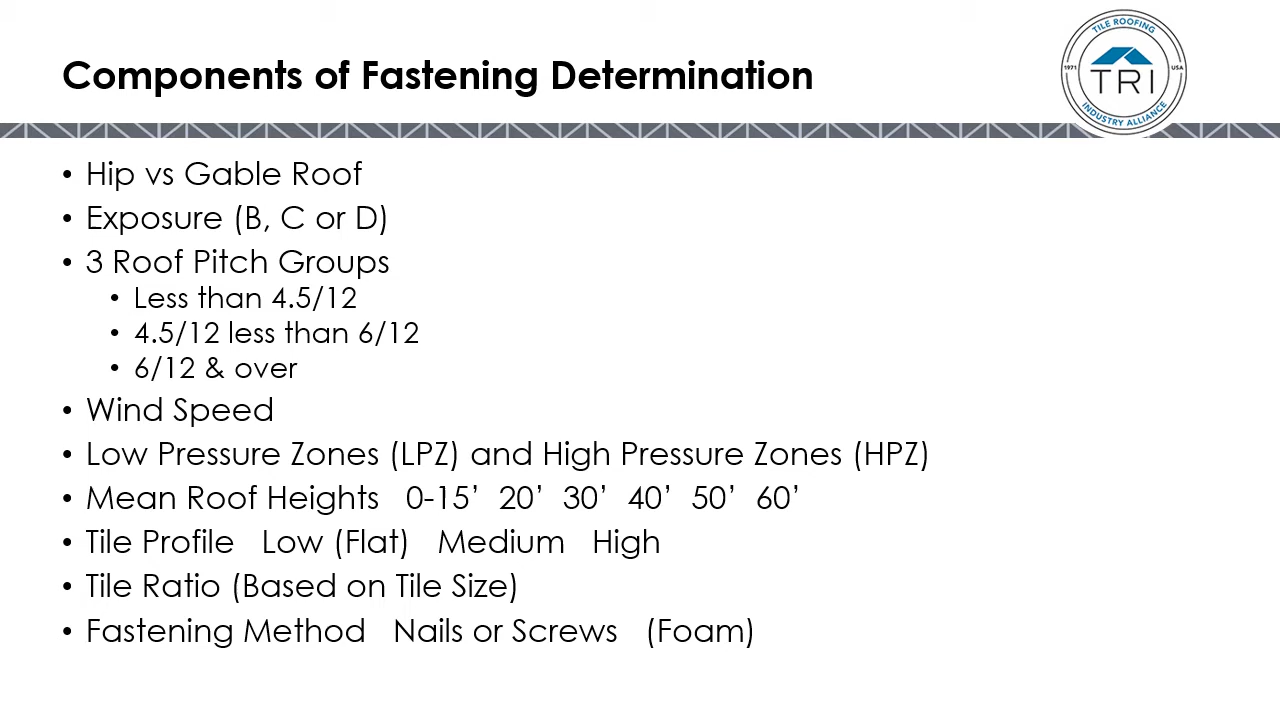 Components of Fastening Determination
TILE ROOFING
1971 USA
TRI
INDUSTRY ALLIANCE
• Hip vs Gable Roof
• Exposure (B, C or D)
• 3 Roof Pitch Groups
• Less than 4.5/12
• 4.5/12 less than 6/12
• 6/12 & over
• Wind Speed
• Low Pressure Zones (LPZ) and High Pressure Zones (HPZ)
• Mean Roof Heights 0-15’ 20’ 30’ 40’ 50’ 60’
• Tile Profile Low (Flat) Medium High
• Tile Ratio (Based on Tile Size)
• Fastening Method Nails or Screws (Foam)